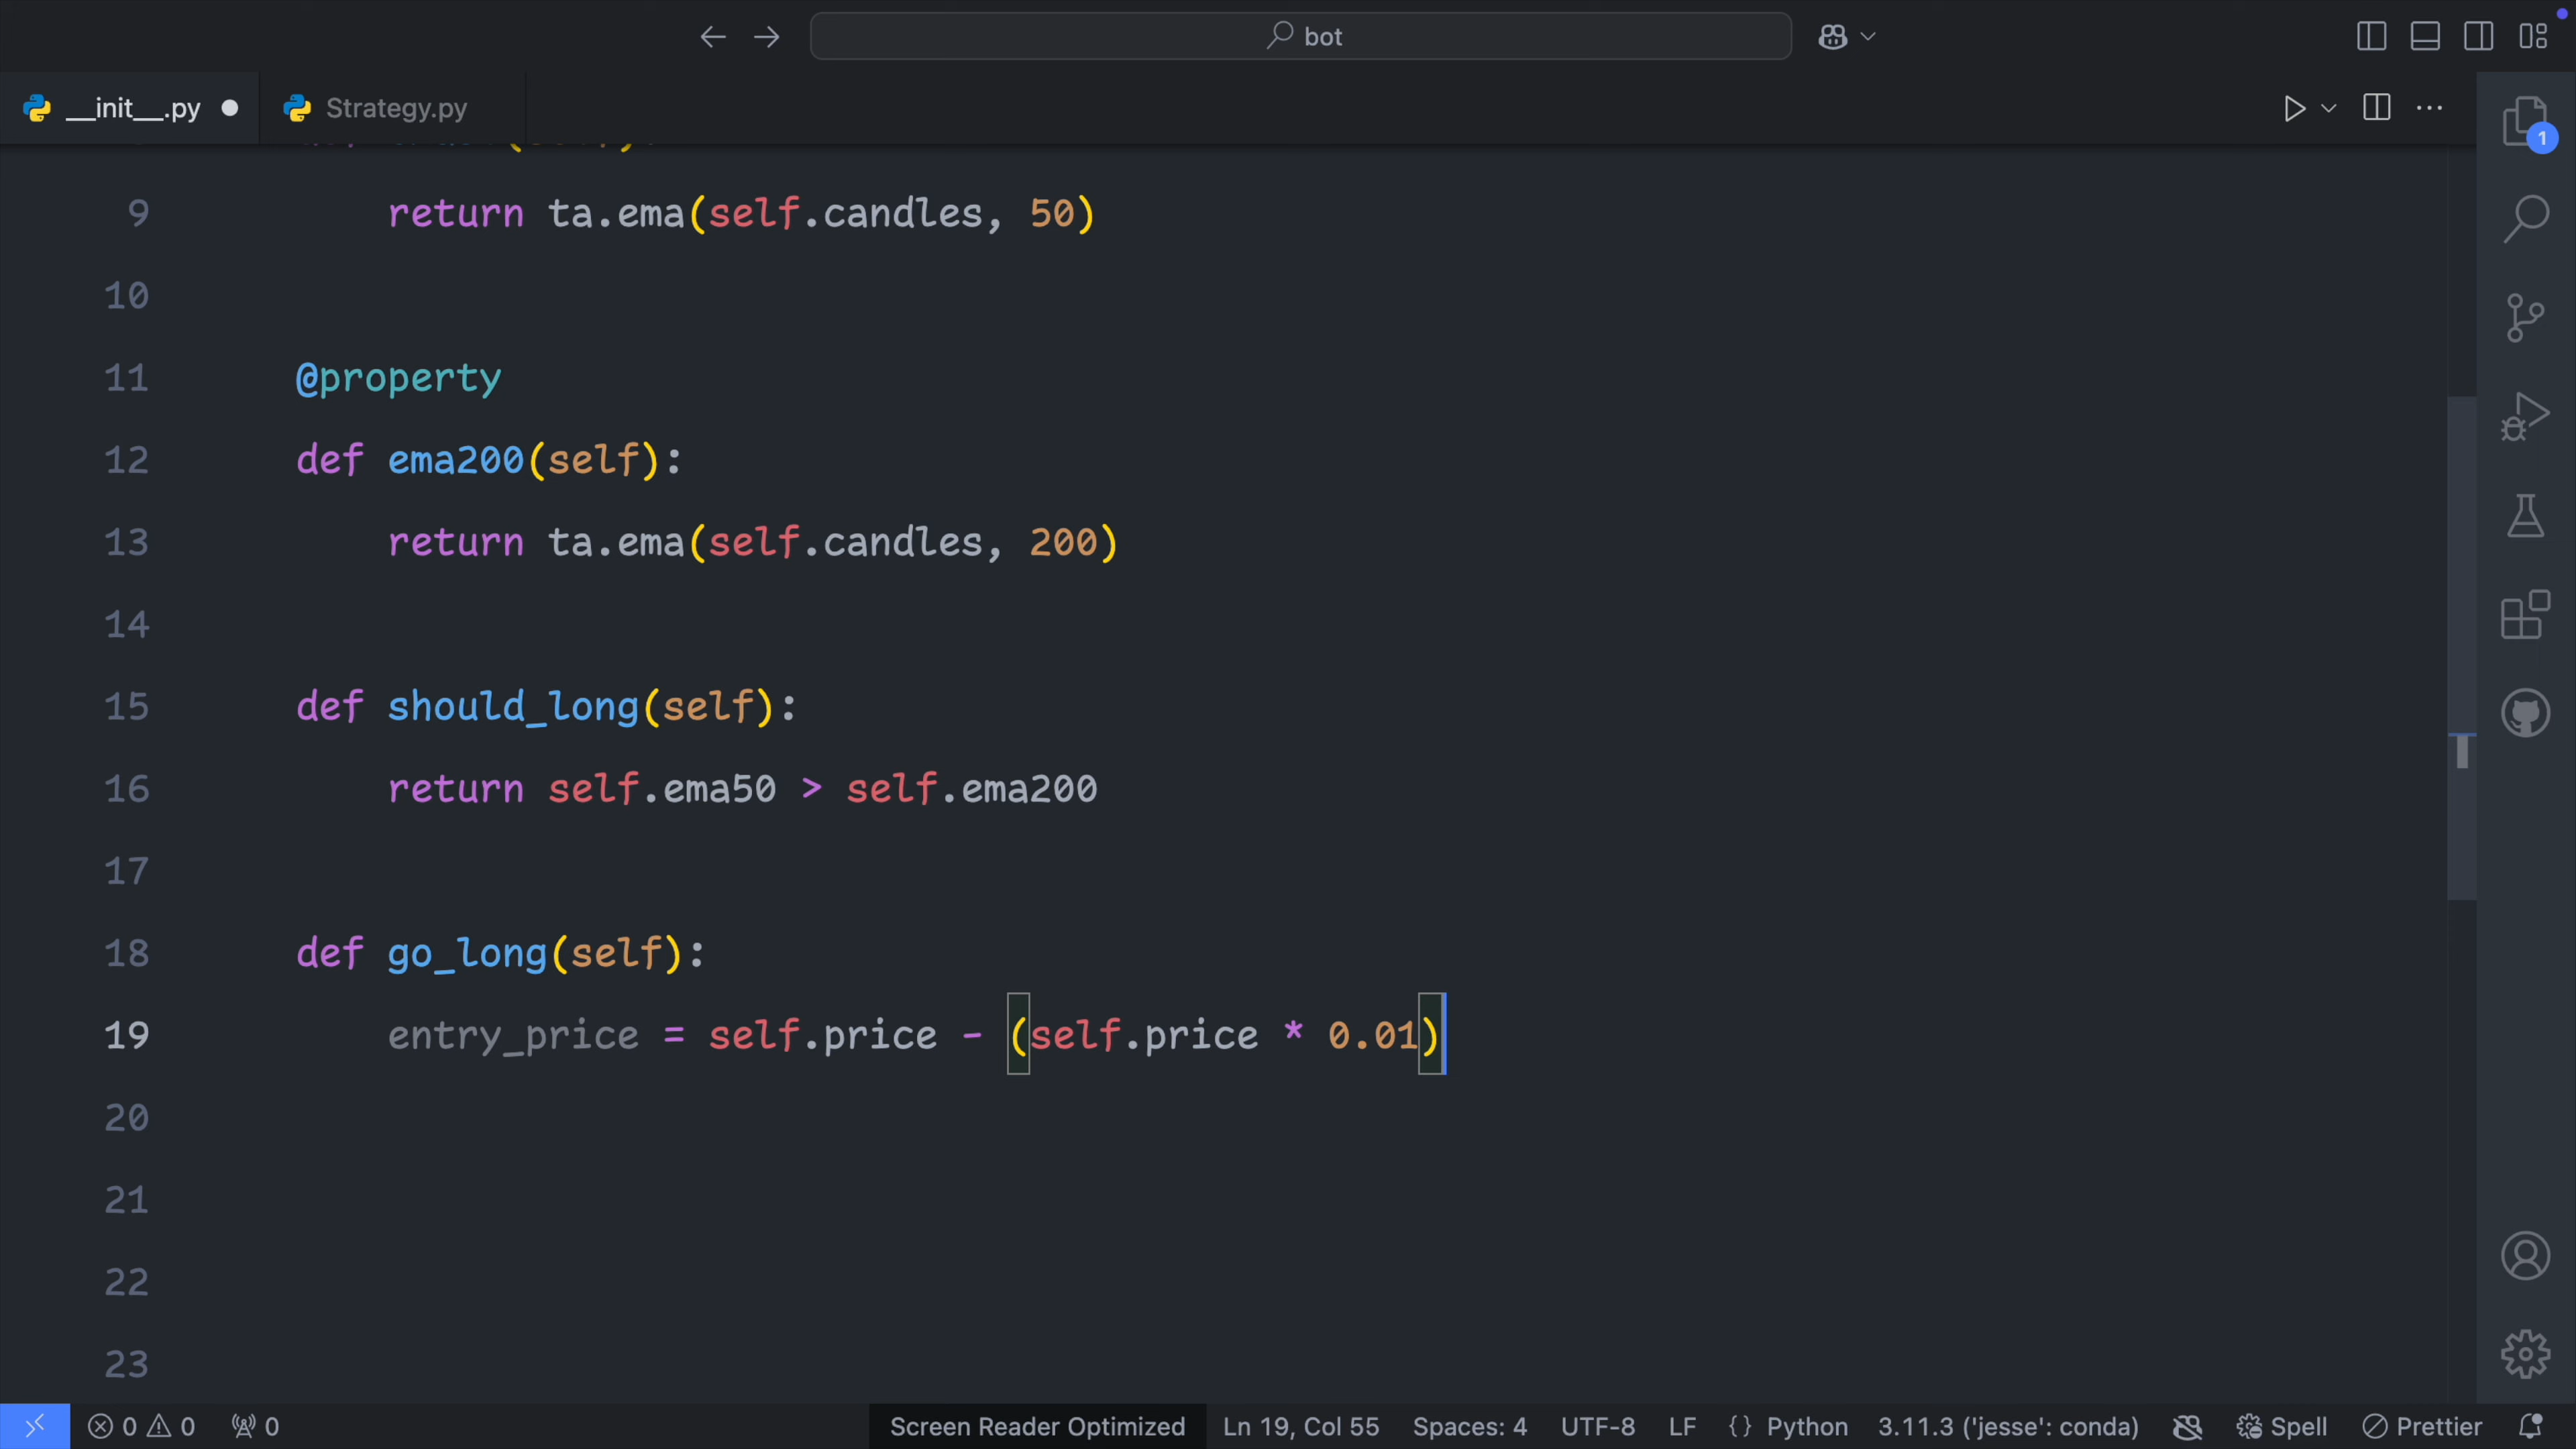 bot
__init__.py
Strategy.py
1
9 return ta.ema(self.candles, 50)
10
11 @property
12 def ema200(self):
13 return ta.ema(self.candles, 200)
14
15 def should_long(self):
16 return self.ema50 > self.ema200
17
18 def go_long(self):
19 entry_price = self.price - (self.price * 0.01)
20
21
22
23
0 0 0 Screen Reader Optimized Ln 19, Col 55 Spaces: 4 UTF-8 LF {} Python 3.11.3 ('jesse': conda) Spell Prettier